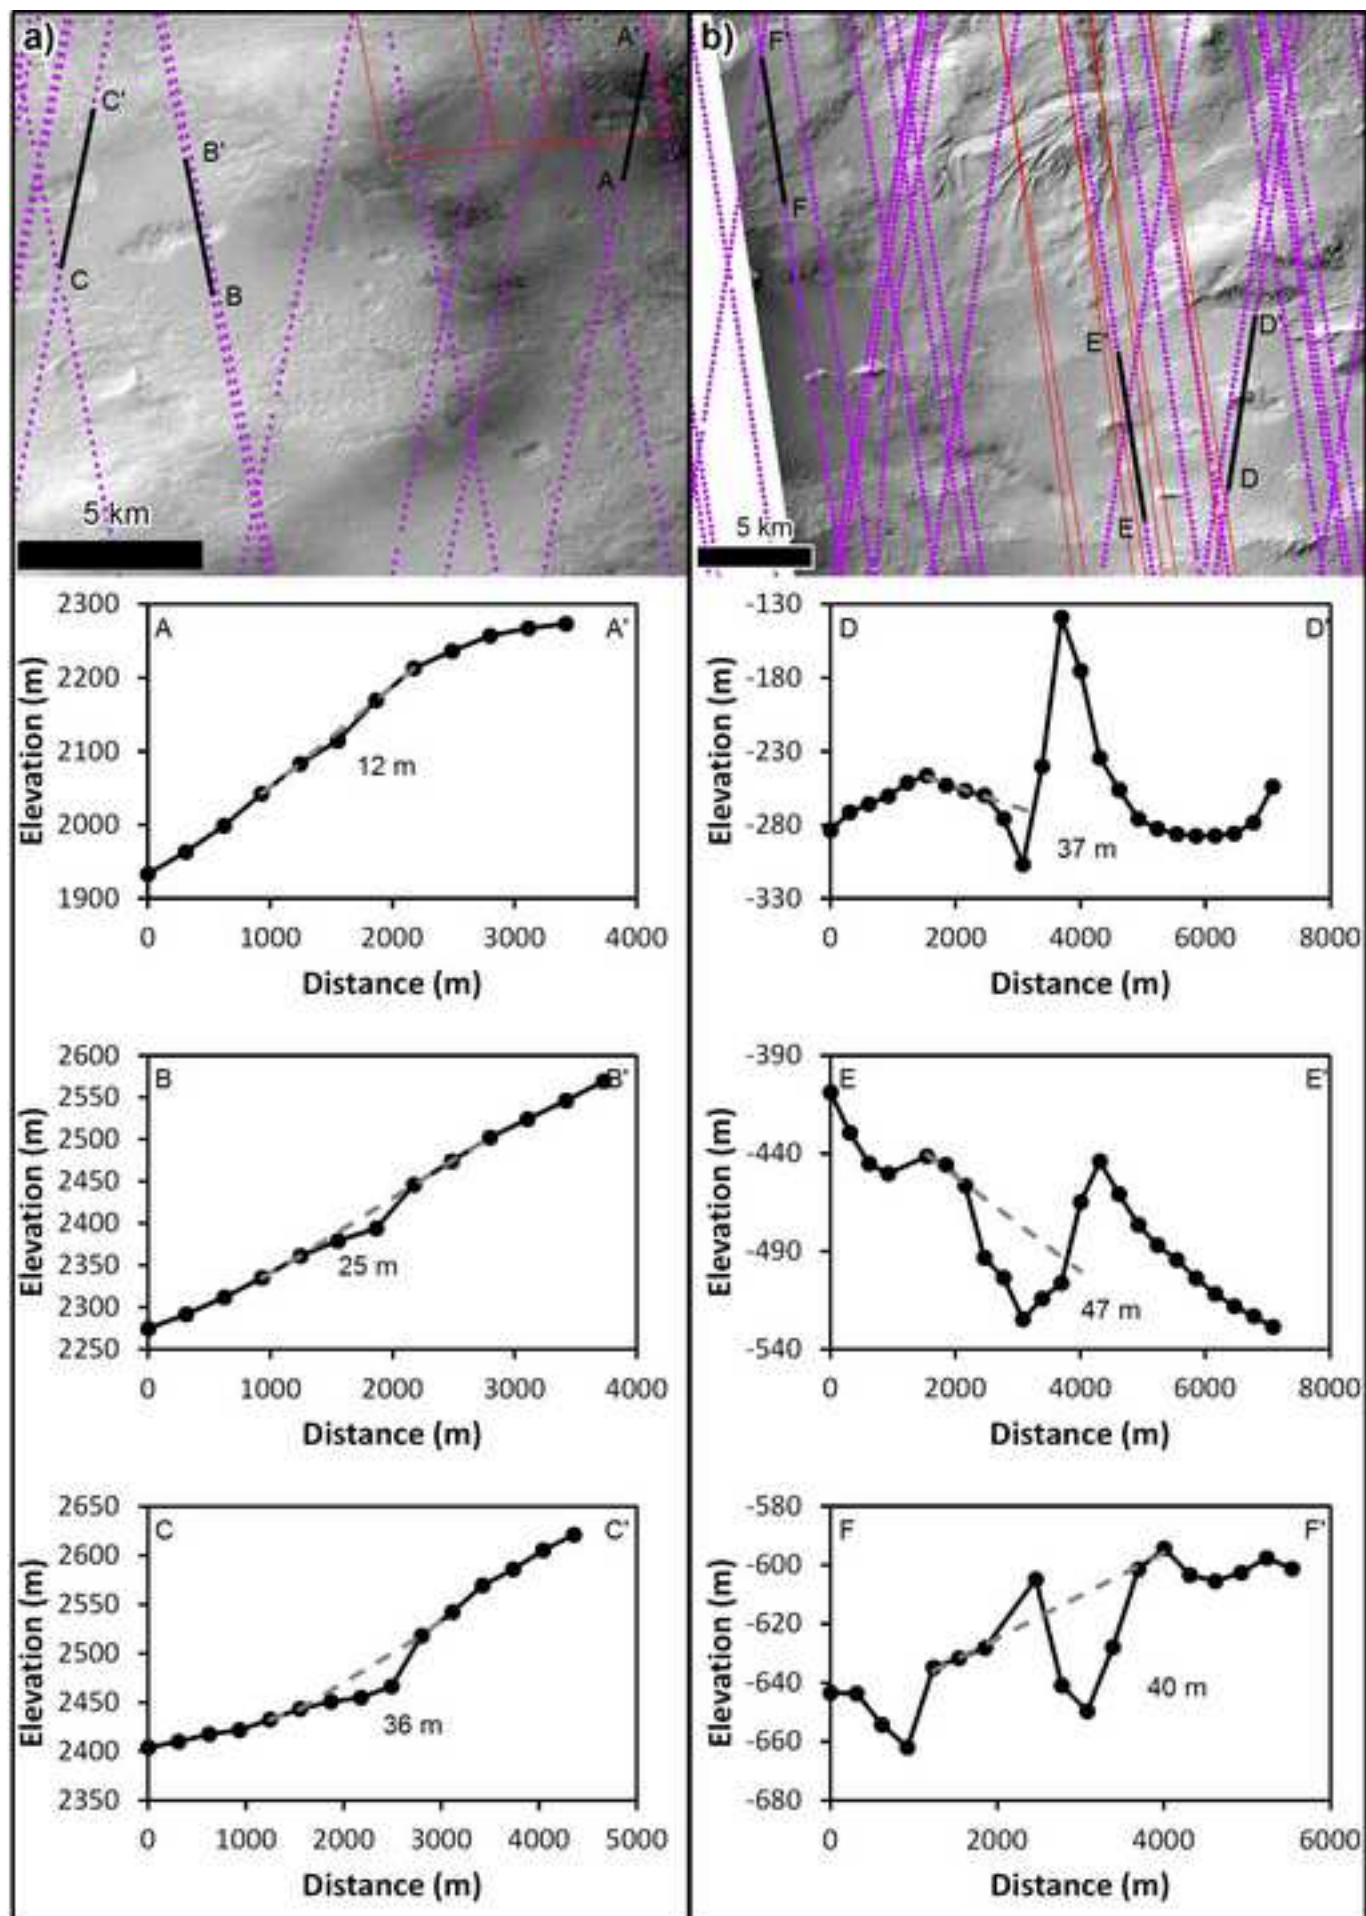 a)
A'
C'
B'
A
C
B
5 km
b)
F'
F
D'
E'
D
E
5 km
A
A'
2300
2200
2100
2000
1900
12 m
0 1000 2000 3000 4000
Elevation (m)
Distance (m)
D
D'
-130
-180
-230
-280
-330
37 m
0 2000 4000 6000 8000
Elevation (m)
Distance (m)
B
B'
2600
2550
2500
2450
2400
2350
2300
2250
25 m
0 1000 2000 3000 4000
Elevation (m)
Distance (m)
E
E'
-390
-440
-490
-540
47 m
0 2000 4000 6000 8000
Elevation (m)
Distance (m)
C
C'
2650
2600
2550
2500
2450
2400
2350
36 m
0 1000 2000 3000 4000 5000
Elevation (m)
Distance (m)
F
F'
-580
-600
-620
-640
-660
-680
40 m
0 2000 4000 6000
Elevation (m)
Distance (m)